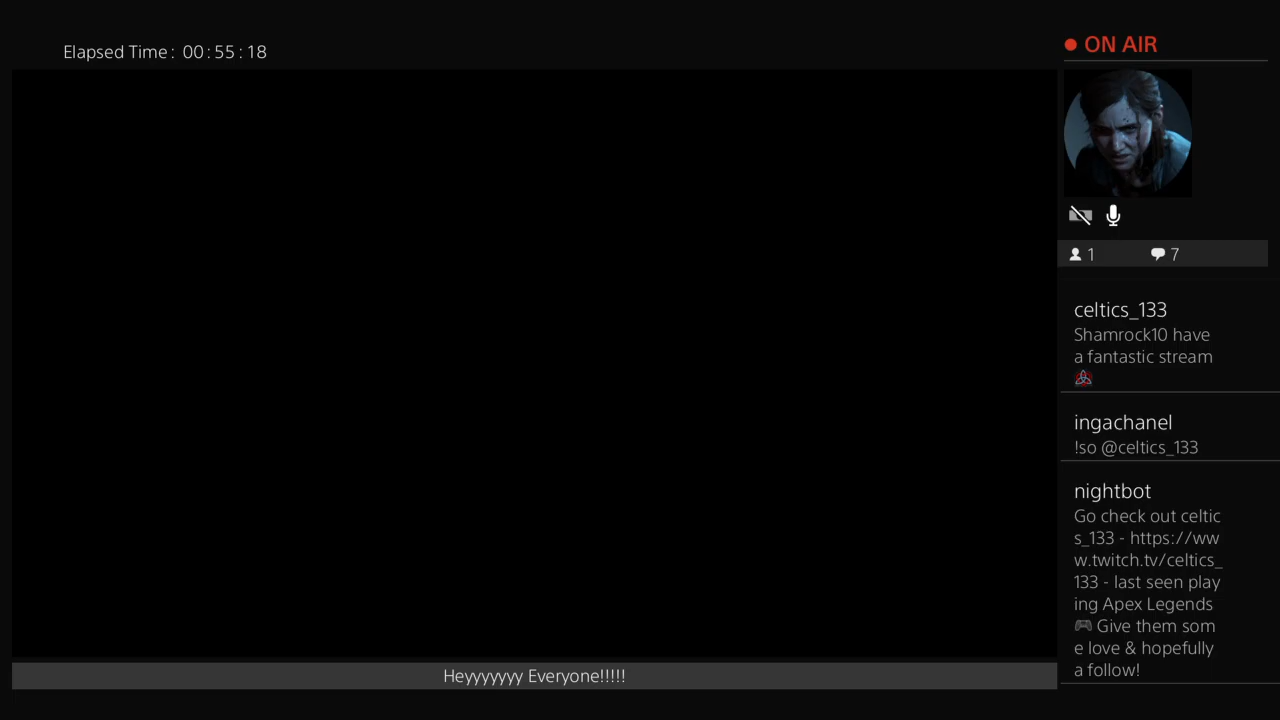 Elapsed Time: 00:55:18
ON AIR
1
7
celtics_133
Shamrock10 have
a fantastic stream
ingachanel
!so @celtics_133
nightbot
Go check out celtic
s_133 - https://ww
w.twitch.tv/celtics_
133 - last seen play
ing Apex Legends
🎮 Give them som
e love & hopefully
a follow!
Heyyyyyyy Everyone!!!!!